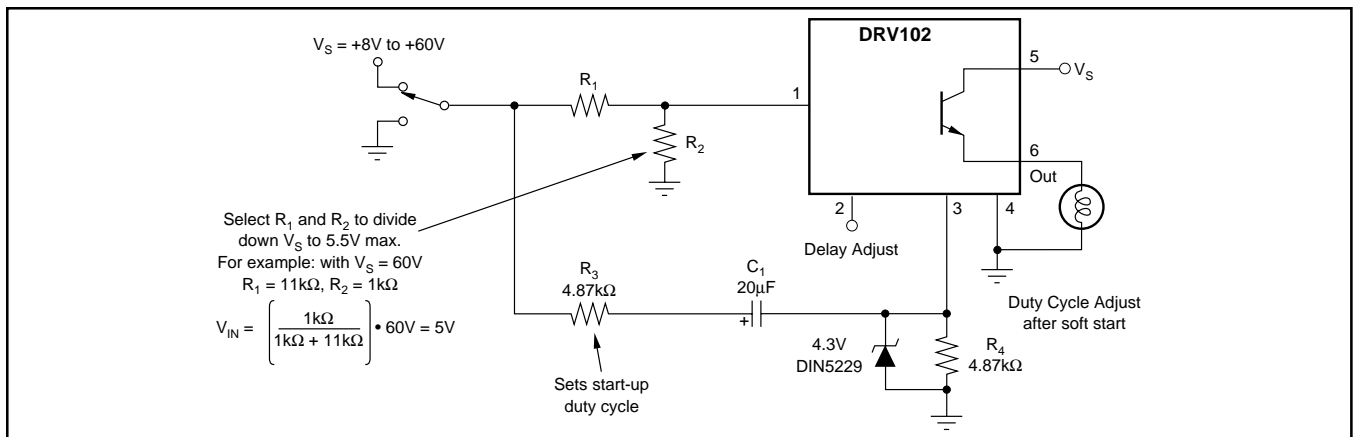 V_S = +8V to +60V
R_1
R_2
1
DRV102
5
V_S
6
Out
2
3
4
Delay Adjust
Select R_1 and R_2 to divide
down V_S to 5.5V max.
For example: with V_S = 60V
R_1 = 11kΩ, R_2 = 1kΩ
V_IN = (1kΩ / 1kΩ + 11kΩ) • 60V = 5V
R_3
4.87kΩ
Sets start-up
duty cycle
C_1
20µF
+
4.3V
DIN5229
R_4
4.87kΩ
Duty Cycle Adjust
after soft start